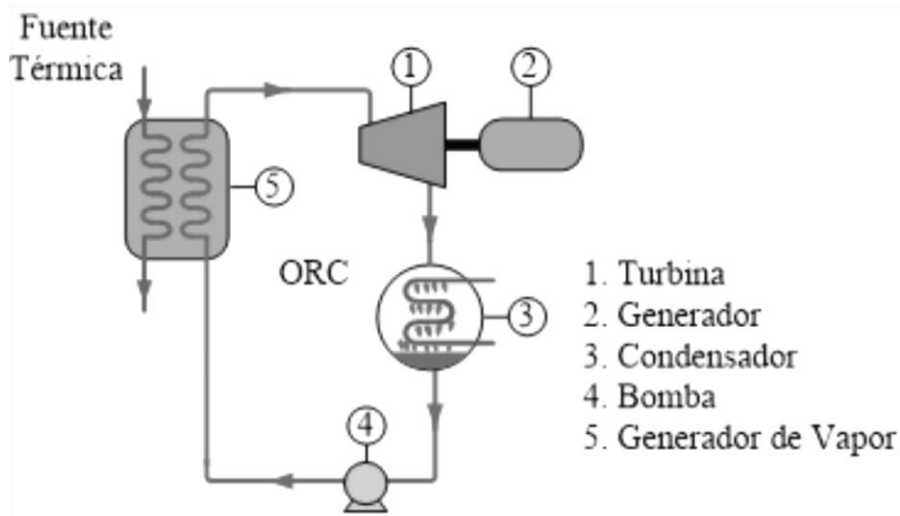 Fuente
Térmica
1
2
5
ORC
3
4
1. Turbina
2. Generador
3. Condensador
4. Bomba
5. Generador de Vapor